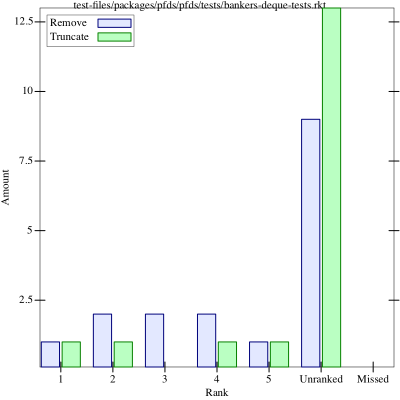 test-files/packages/pfds/pfds/tests/bankers-deque-tests.rkt
12.5
10
7.5
5
2.5
Amount
Remove
Truncate
1 2 3 4 5 Unranked Missed
Rank